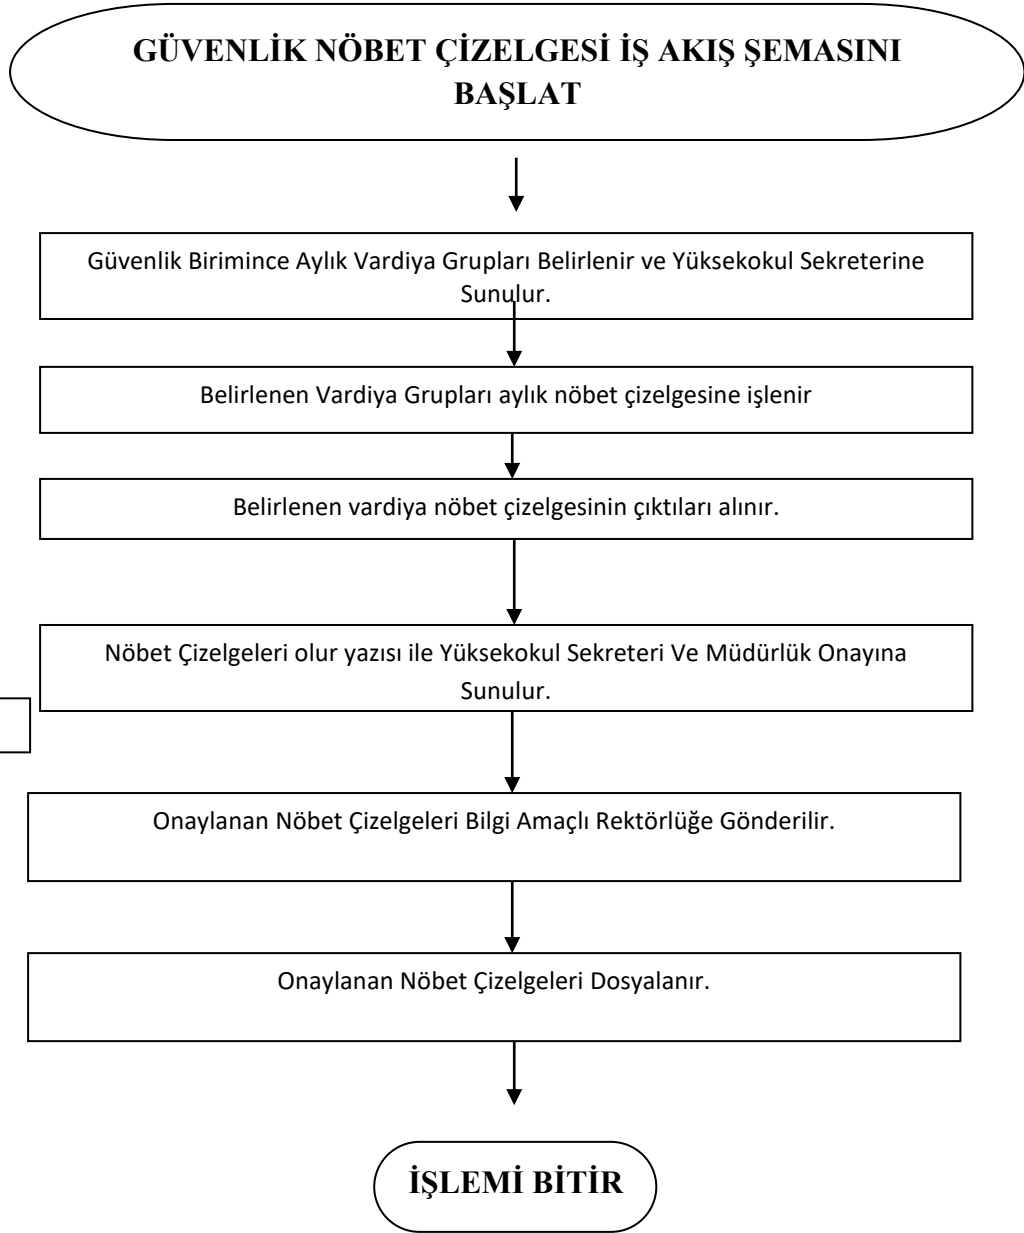 GÜVENLİK NÖBET ÇİZELGESİ İŞ AKIŞ ŞEMASINI
BAŞLAT
Güvenlik Birimince Aylık Vardiya Grupları Belirlenir ve Yüksekokul Sekreterine
Sunulur.
Belirlenen Vardiya Grupları aylık nöbet çizelgesine işlenir
Belirlenen vardiya nöbet çizelgesinin çıktıları alınır.
Nöbet Çizelgeleri olur yazısı ile Yüksekokul Sekreteri Ve Müdürlük Onayına
Sunulur.
Onaylanan Nöbet Çizelgeleri Bilgi Amaçlı Rektörlüğe Gönderilir.
Onaylanan Nöbet Çizelgeleri Dosyalanır.
İŞLEMİ BİTİR